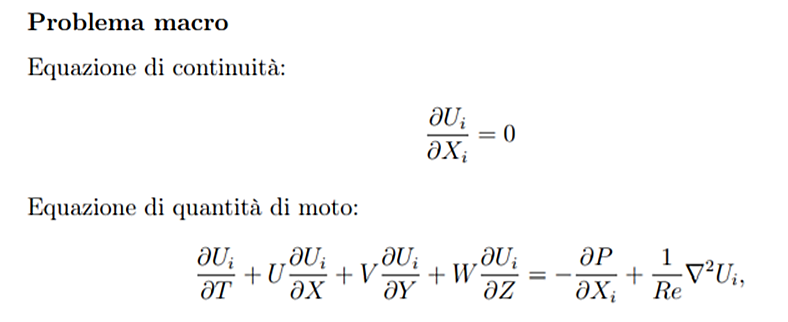 Problema macro
Equazione di continuità:
∂U_i/∂X_i = 0
Equazione di quantità di moto:
∂U_i/∂T + U ∂U_i/∂X + V ∂U_i/∂Y + W ∂U_i/∂Z = −∂P/∂X_i + 1/Re ∇²U_i,